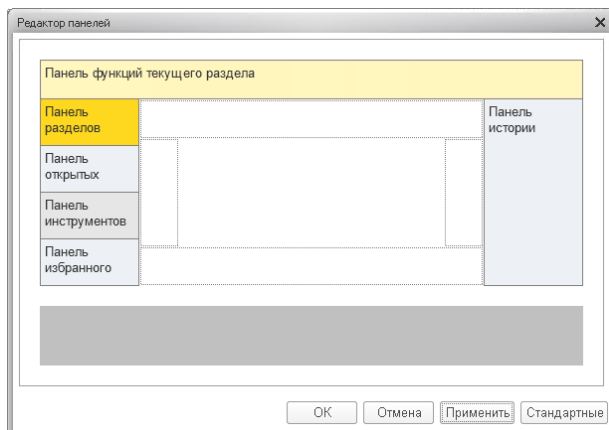 Редактор панелей
Панель функций текущего раздела
Панель
разделов
Панель
истории
Панель
открытых
Панель
инструментов
Панель
избранного
ОК
Отмена
Применить
Стандартные